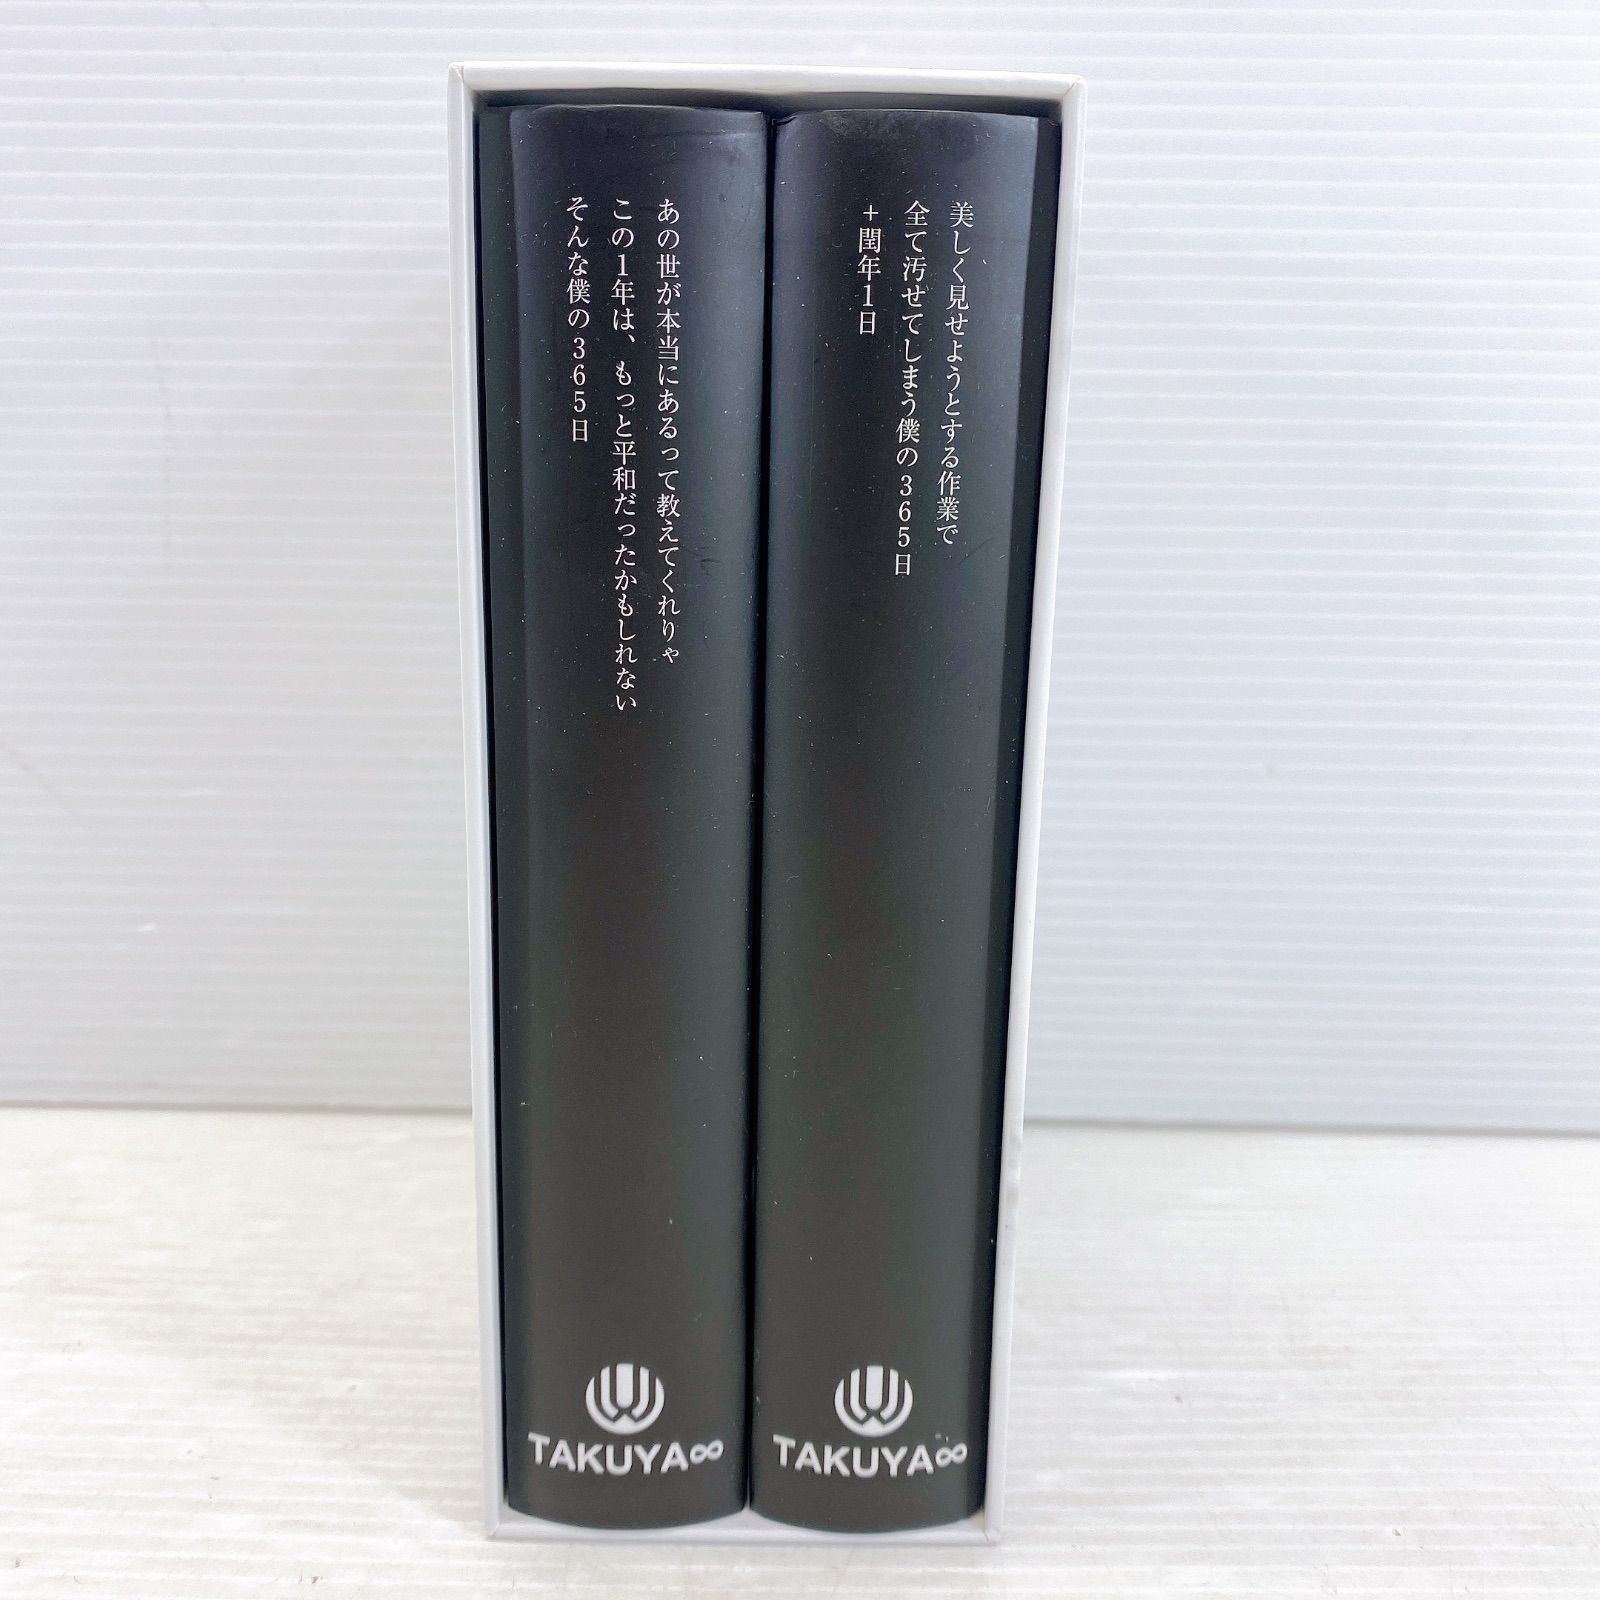 あの世が本当にあるって教えてくれりゃ
この1年は、もっと平和だったかもしれない
そんな僕の365日
TAKUYA∞
美しく見せようとする作業で
全て汚せてしまう僕の365日
+閏年1日
TAKUYA∞